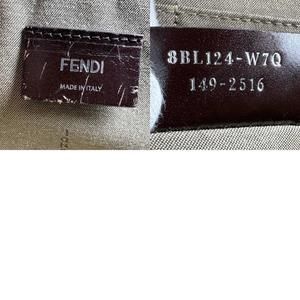 FENDI
MADE IN ITALY
8BL124-W7Q
149-2516